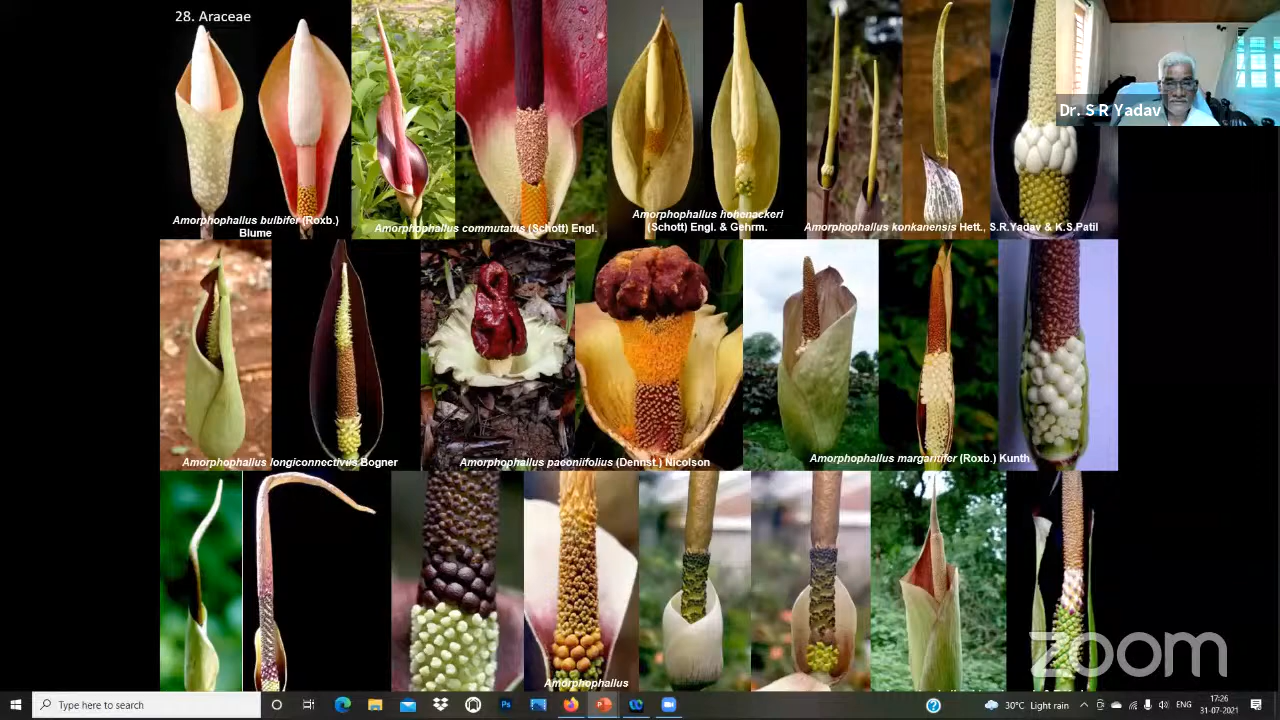 28. Araceae
Dr. S R Yadav
Amorphophallus bulbifer (Roxb.)
Blume
Amorphophallus commutatus (Schott) Engl.
Amorphophallus hohenackeri
(Schott) Engl. & Gehrm.
Amorphophallus konkanensis Hett., S.R.Yadav & K.S.Patil
Amorphophallus longiconnectivus Bogner
Amorphophallus paeoniifolius (Dennst.) Nicolson
Amorphophallus margaritifer (Roxb.) Kunth
Amorphophallus
zoom
Type here to search
30°C Light rain
ENG
17:26
31-07-2021